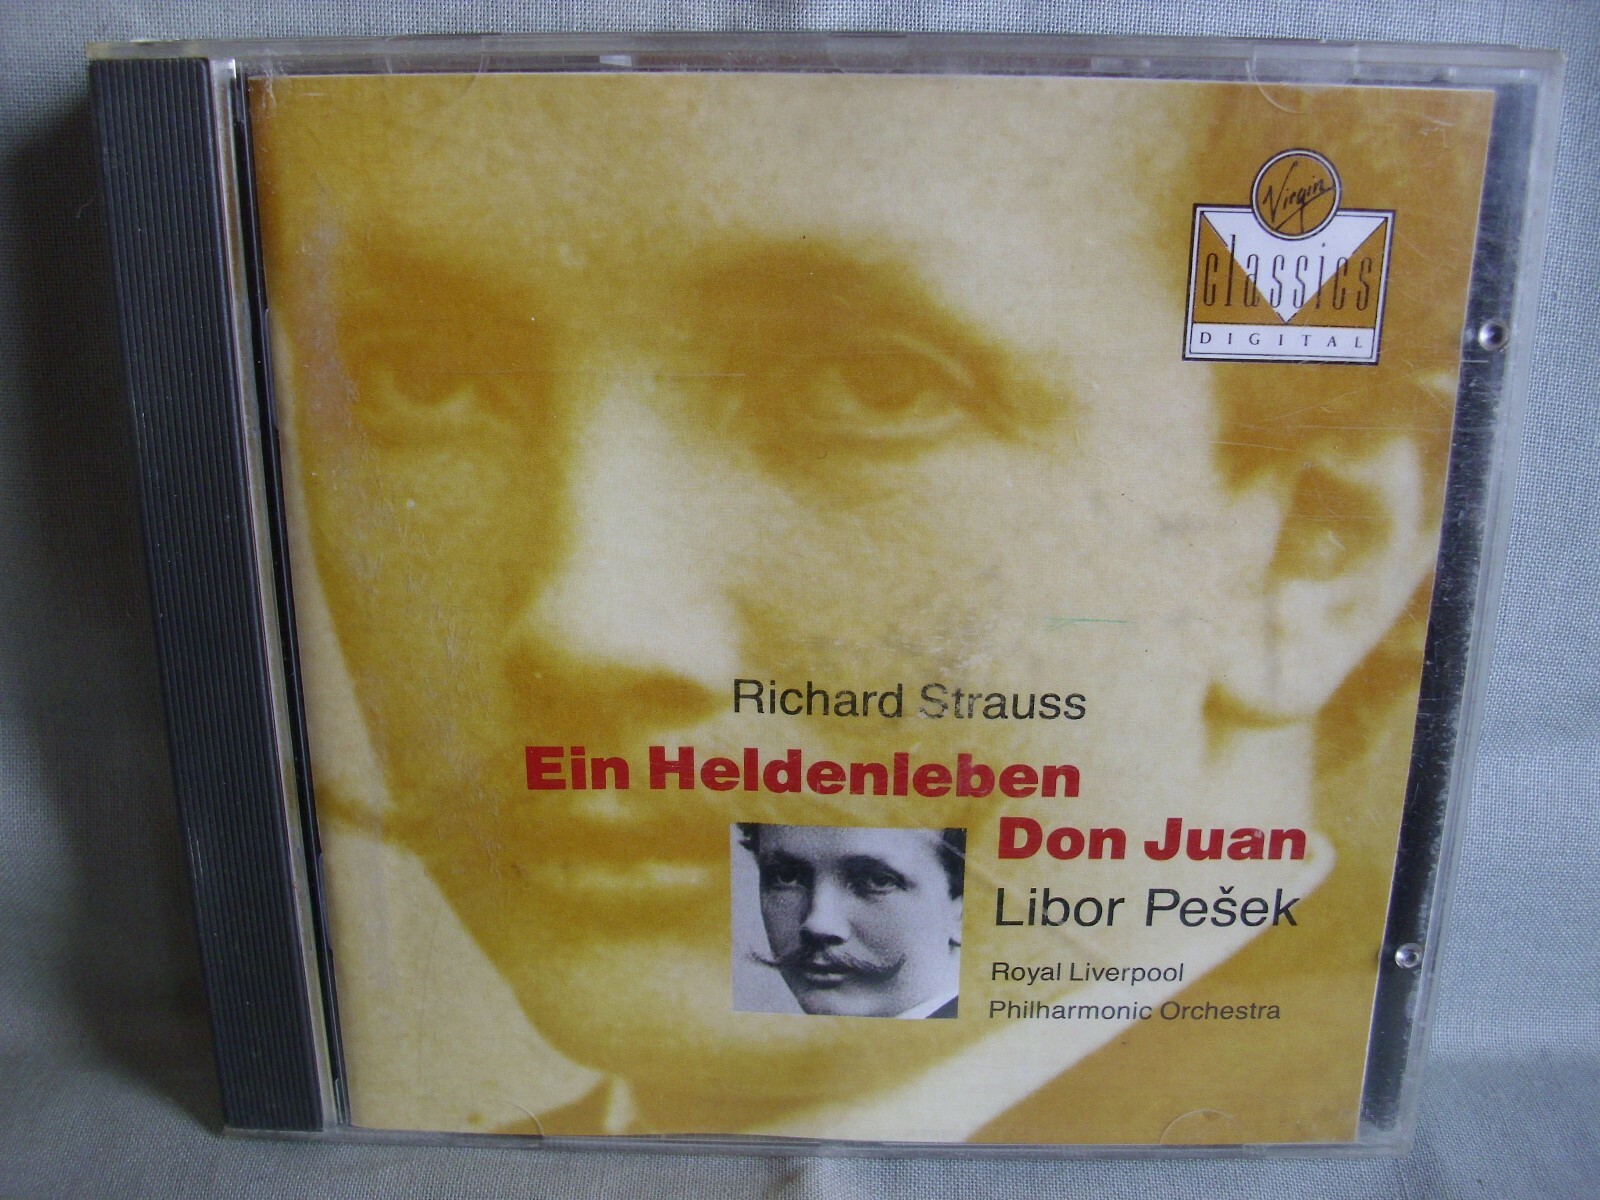 Virgin
classics
DIGITAL
Richard Strauss
Ein Heldenleben
Don Juan
Libor Pešek
Royal Liverpool
Philharmonic Orchestra